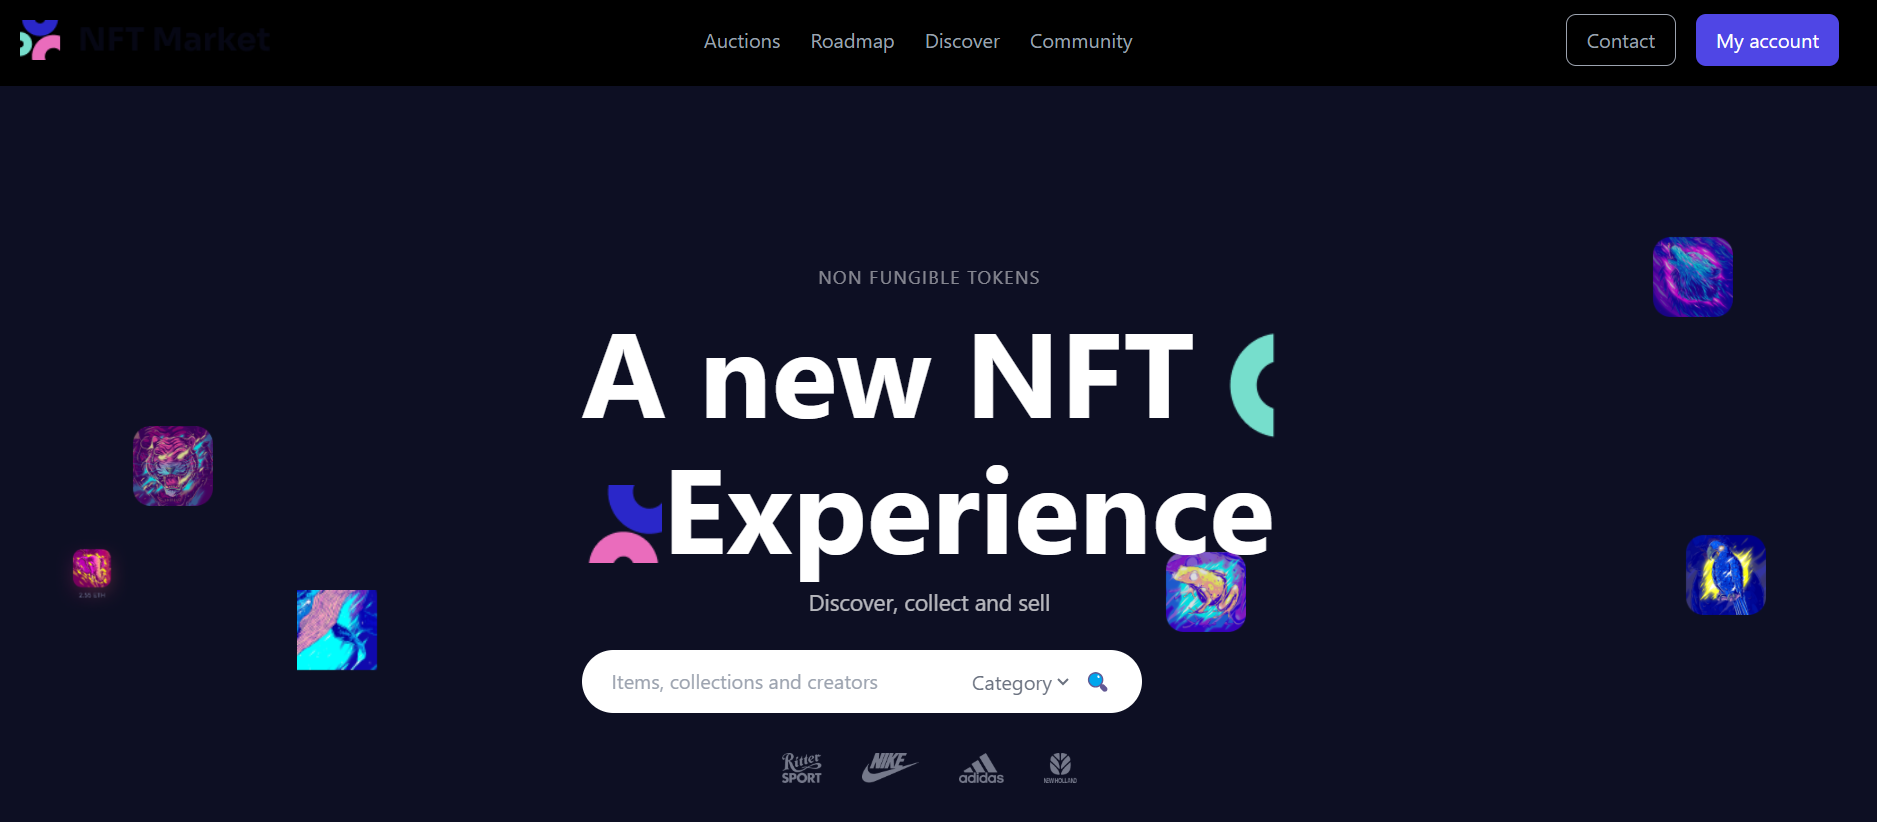 NFT Market
Auctions Roadmap Discover Community
Contact My account
NON FUNGIBLE TOKENS
A new NFT
Experience
2.55 ETH
Discover, collect and sell
Items, collections and creators Category
Ritter SPORT NIKE adidas NEW HOLLAND